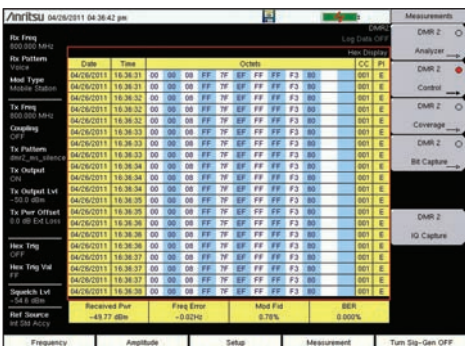 /Inritsu 04/26/2011 04:36:42 pm
Measurements
DMR2
Log Data OFF
Hex Display
Rx Freq
800.000 MHz
Rx Pattern
Voice
Mod Type
Mobile Station
Tx Freq
800.000 MHz
Coupling
OFF
Tx Pattern
dmr2_ms_silence
Tx Output
ON
Tx Output Lvl
-50.0 dBm
Tx Pwr Offset
0.0 dB Ext Loss
Hex Trig
OFF
Hex Trig Val
FF
Squelch Lvl
-54.6 dBm
Ref Source
Int Std Accy
Date Time Octets CC PI
04/26/2011 16:36:31 00 00 08 FF 7F EF FF FF F3 80 001 E
04/26/2011 16:36:31 00 00 08 FF 7F EF FF FF F3 80 001 E
04/26/2011 16:36:32 00 00 08 FF 7F EF FF FF F3 80 001 E
04/26/2011 16:36:32 00 00 08 FF 7F EF FF FF F3 80 001 E
04/26/2011 16:36:32 00 00 08 FF 7F EF FF FF F3 80 001 E
04/26/2011 16:36:33 00 00 08 FF 7F EF FF FF F3 80 001 E
04/26/2011 16:36:33 00 00 08 FF 7F EF FF FF F3 80 001 E
04/26/2011 16:36:33 00 00 08 FF 7F EF FF FF F3 80 001 E
04/26/2011 16:36:34 00 00 08 FF 7F EF FF FF F3 80 001 E
04/26/2011 16:36:34 00 00 08 FF 7F EF FF FF F3 80 001 E
04/26/2011 16:36:34 00 00 08 FF 7F EF FF FF F3 80 001 E
04/26/2011 16:36:35 00 00 08 FF 7F EF FF FF F3 80 001 E
04/26/2011 16:36:35 00 00 08 FF 7F EF FF FF F3 80 001 E
04/26/2011 16:36:36 00 00 08 FF 7F EF FF FF F3 80 001 E
04/26/2011 16:36:36 00 00 08 FF 7F EF FF FF F3 80 001 E
04/26/2011 16:36:36 00 00 08 FF 7F EF FF FF F3 80 001 E
04/26/2011 16:36:37 00 00 08 FF 7F EF FF FF F3 80 001 E
04/26/2011 16:36:37 00 00 08 FF 7F EF FF FF F3 80 001 E
04/26/2011 16:36:37 00 00 08 FF 7F EF FF FF F3 80 001 E
04/26/2011 16:36:38 00 00 08 FF 7F EF FF FF F3 80 001 E
Received Pwr Freq Error Mod Fid BER
-49.77 dBm -0.02Hz 0.78% 0.000%
DMR 2
Analyzer
DMR 2
Control
DMR 2
Coverage
DMR 2
Bit Capture
DMR 2
IQ Capture
Frequency Amplitude Setup Measurement Turn Sig-Gen OFF